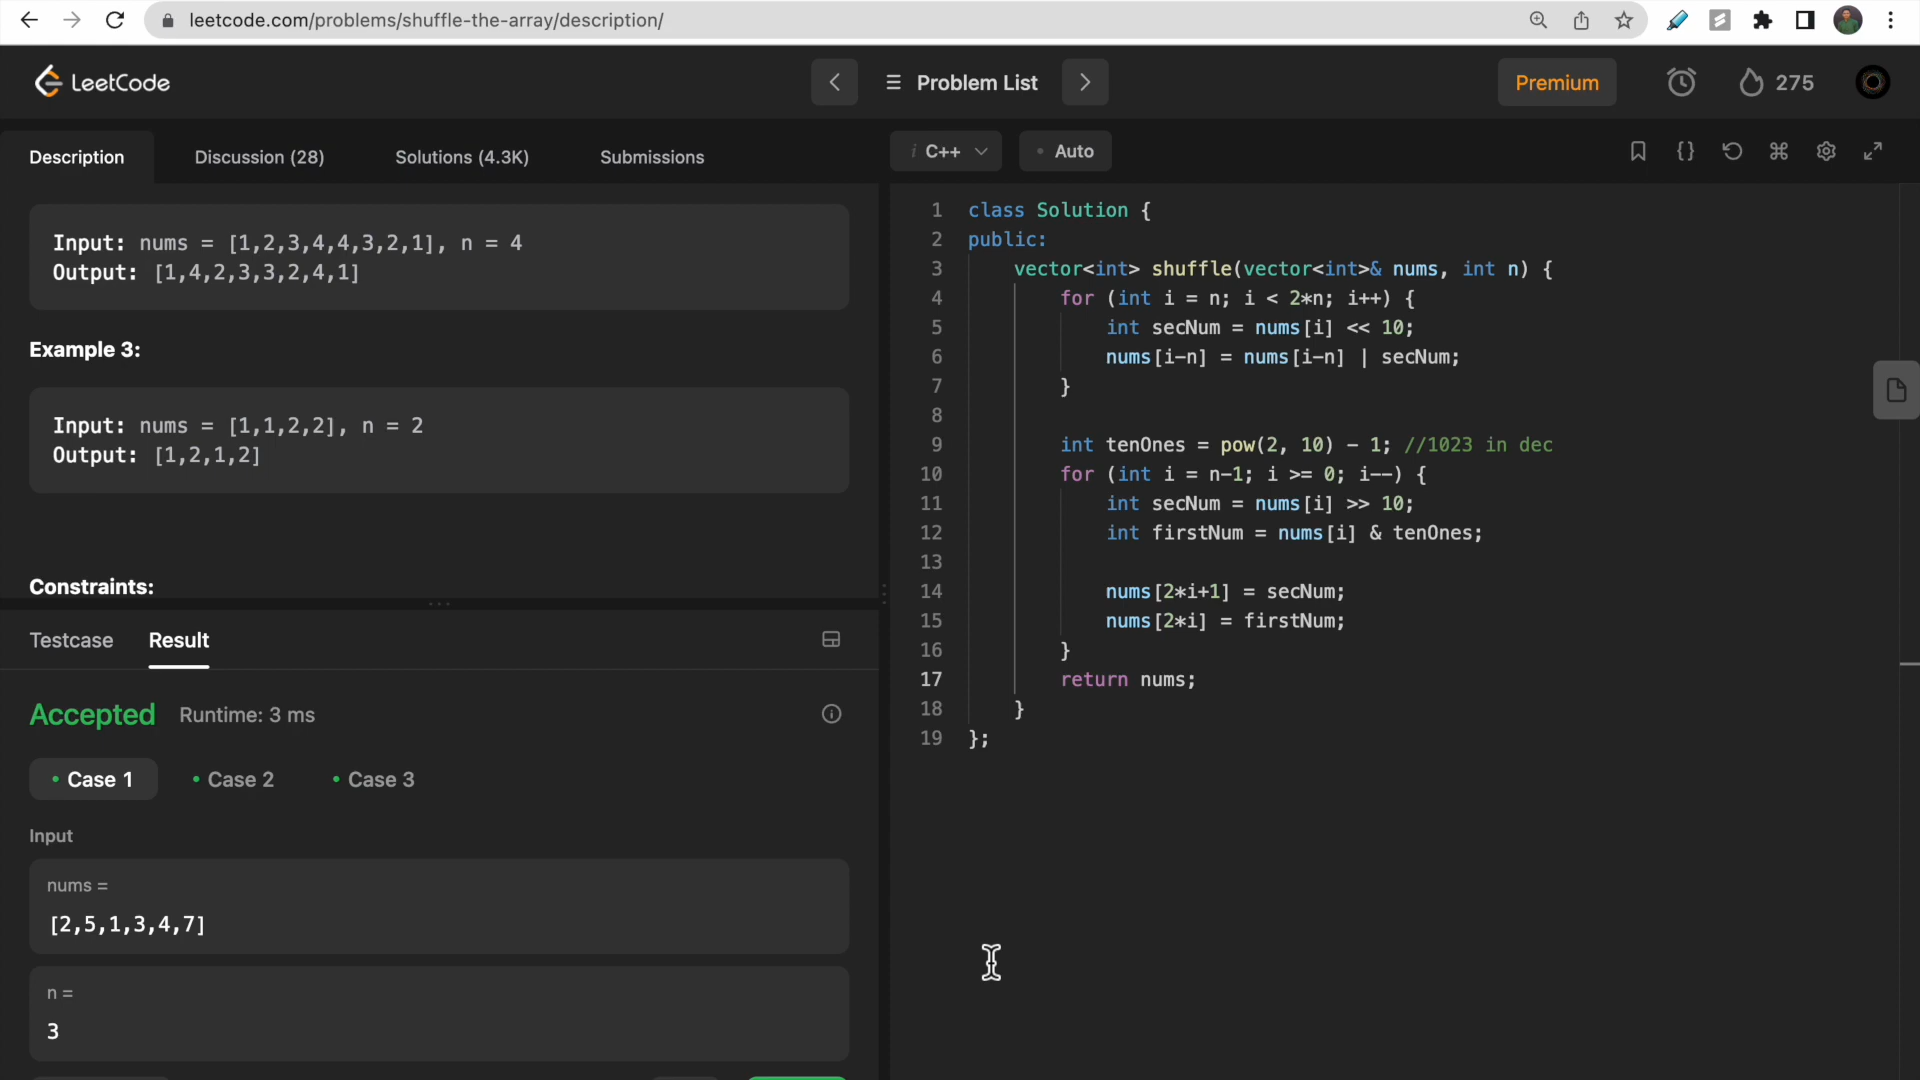 leetcode.com/problems/shuffle-the-array/description/
LeetCode
Problem List
Premium
275
Description
Discussion (28)
Solutions (4.3K)
Submissions
i C++
Auto
Input: nums = [1,2,3,4,4,3,2,1], n = 4
Output: [1,4,2,3,3,2,4,1]
Example 3:
Input: nums = [1,1,2,2], n = 2
Output: [1,2,1,2]
Constraints:
Testcase
Result
Accepted
Runtime: 3 ms
Case 1
Case 2
Case 3
Input
nums =
[2,5,1,3,4,7]
n =
3
1 class Solution {
2 public:
3 vector<int> shuffle(vector<int>& nums, int n) {
4 for (int i = n; i < 2*n; i++) {
5 int secNum = nums[i] << 10;
6 nums[i-n] = nums[i-n] | secNum;
7 }
8
9 int tenOnes = pow(2, 10) - 1; //1023 in dec
10 for (int i = n-1; i >= 0; i--) {
11 int secNum = nums[i] >> 10;
12 int firstNum = nums[i] & tenOnes;
13
14 nums[2*i+1] = secNum;
15 nums[2*i] = firstNum;
16 }
17 return nums;
18 }
19 };